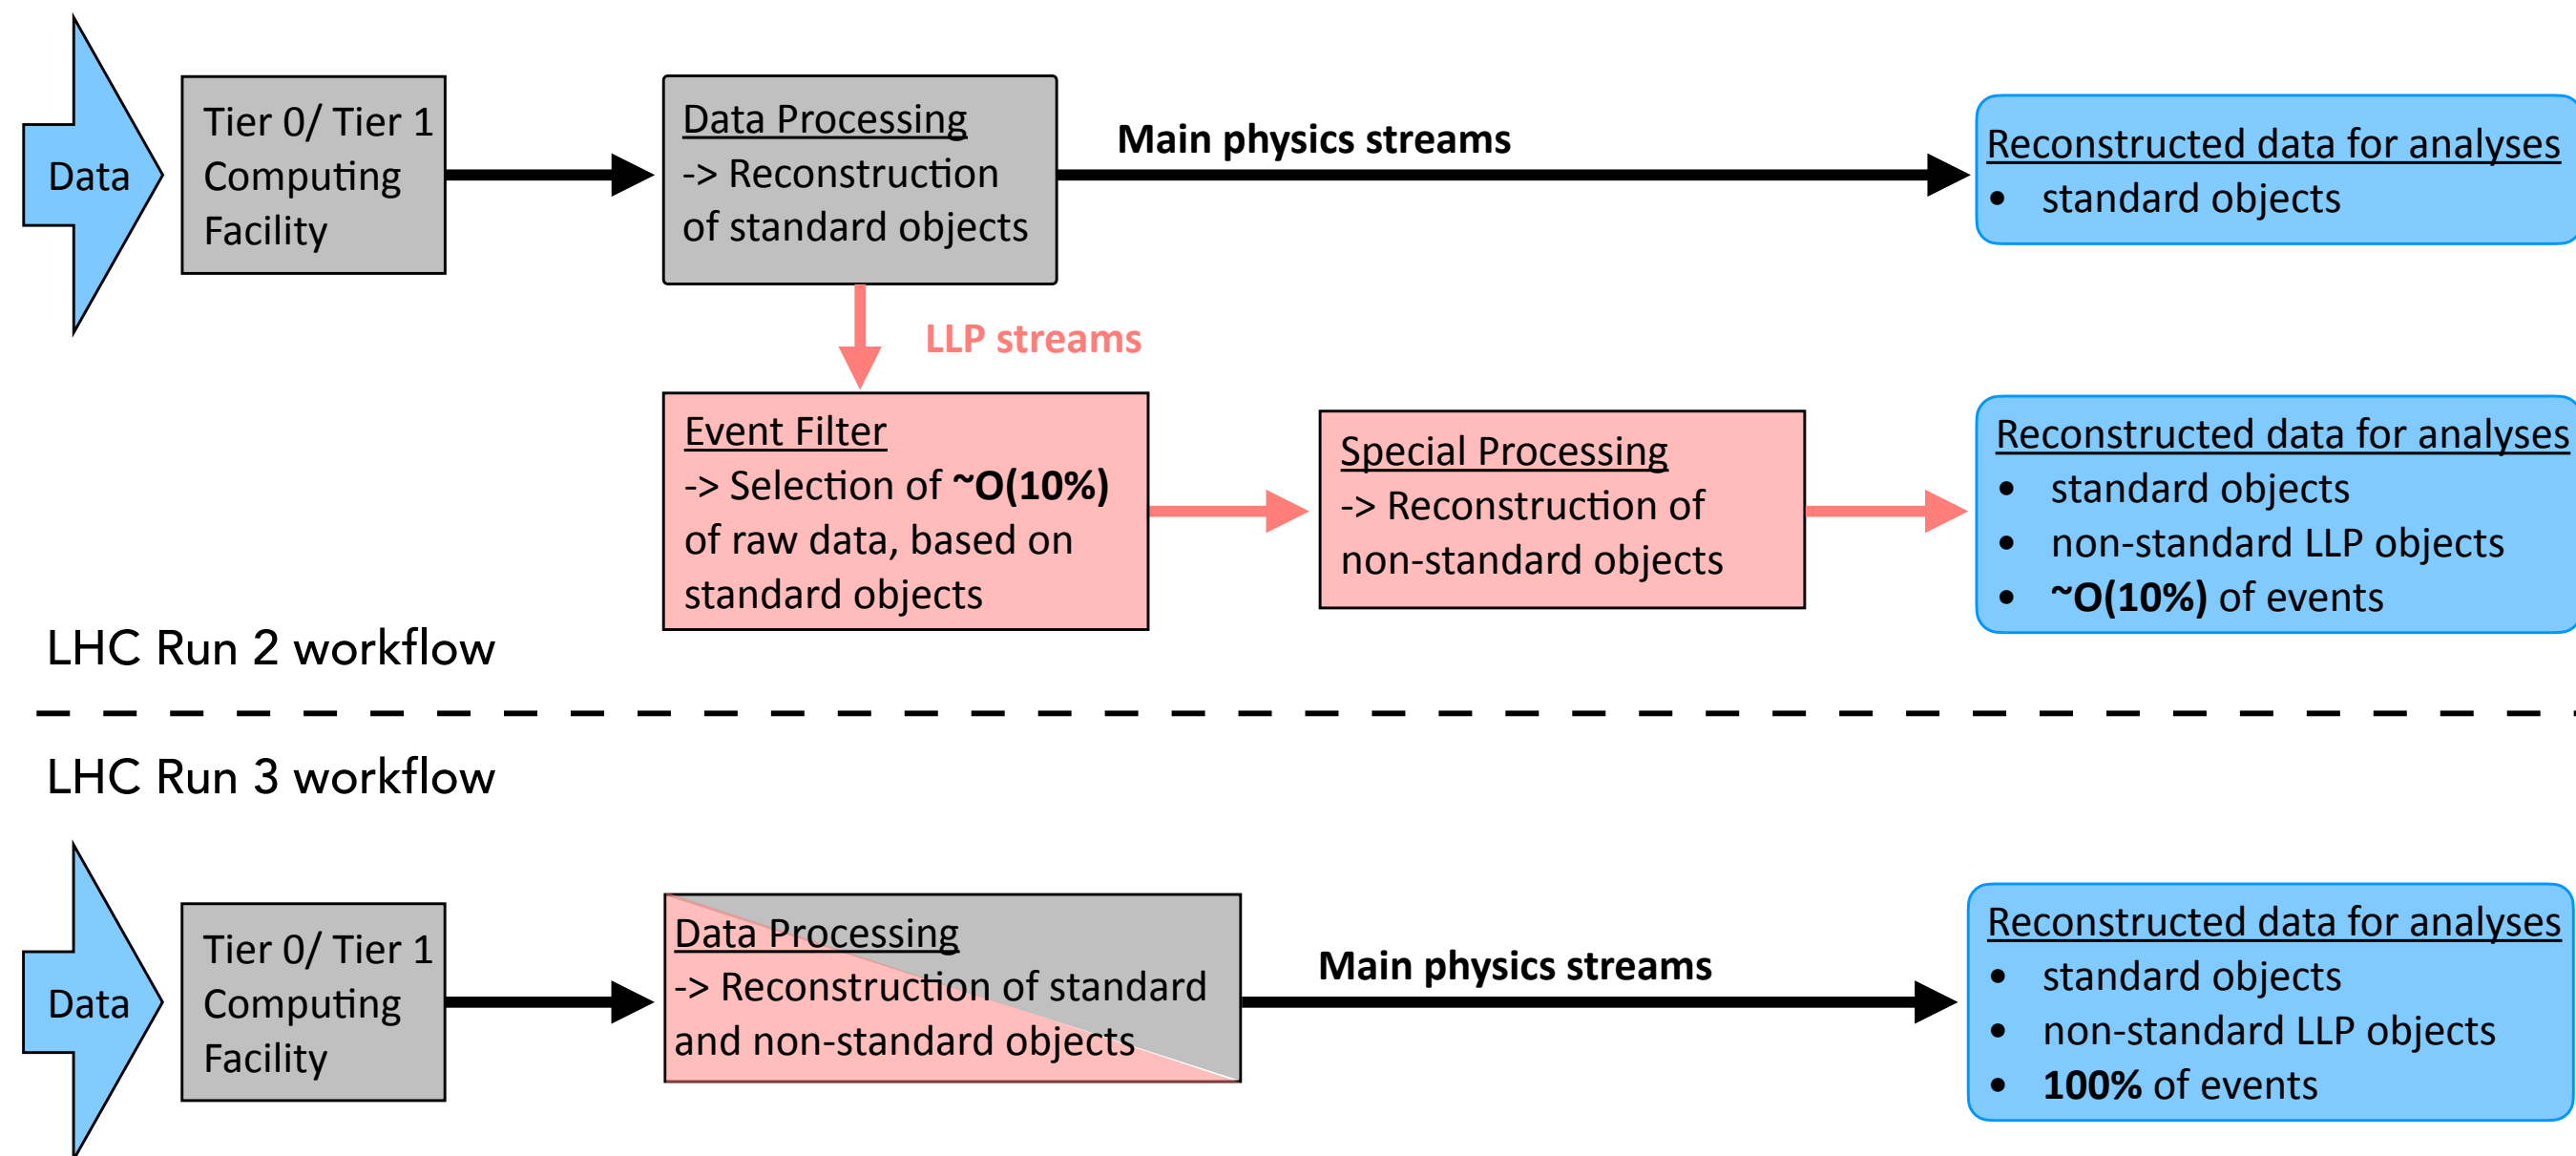 Data
Tier 0/ Tier 1
Computing
Facility
Data Processing
-> Reconstruction
of standard objects
Main physics streams
Reconstructed data for analyses
• standard objects
LLP streams
Event Filter
-> Selection of ~O(10%)
of raw data, based on
standard objects
Special Processing
-> Reconstruction of
non-standard objects
Reconstructed data for analyses
• standard objects
• non-standard LLP objects
• ~O(10%) of events
LHC Run 2 workflow
LHC Run 3 workflow
Data
Tier 0/ Tier 1
Computing
Facility
Data Processing
-> Reconstruction of standard
and non-standard objects
Main physics streams
Reconstructed data for analyses
• standard objects
• non-standard LLP objects
• 100% of events